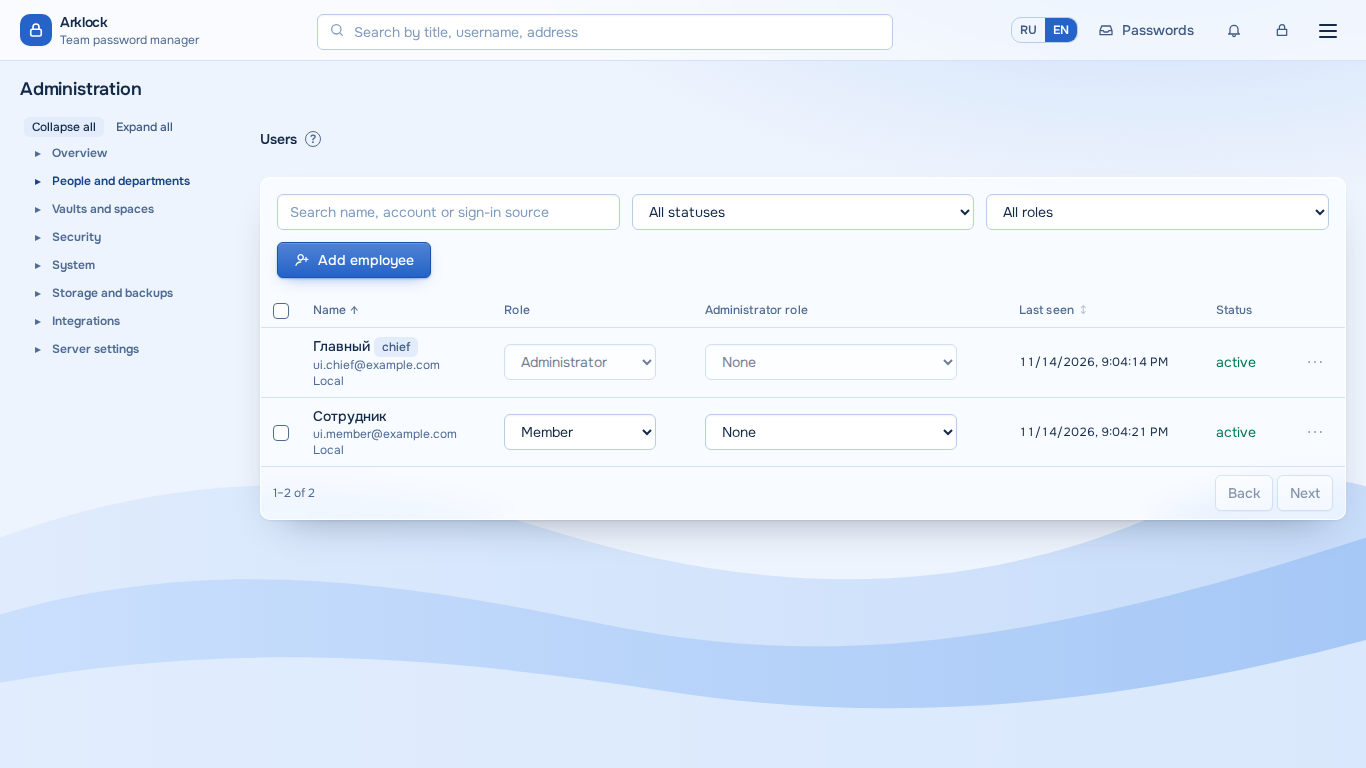 Arklock
Team password manager
Search by title, username, address
RU EN
Passwords
Administration
Collapse all Expand all
Overview
People and departments
Vaults and spaces
Security
System
Storage and backups
Integrations
Server settings
Users ?
Search name, account or sign-in source
All statuses
All roles
Add employee
Name ↑ Role Administrator role Last seen ↕ Status
Главный chief
ui.chief@example.com
Local
Administrator
None
11/14/2026, 9:04:14 PM
active
Сотрудник
ui.member@example.com
Local
Member
None
11/14/2026, 9:04:21 PM
active
1–2 of 2
Back Next